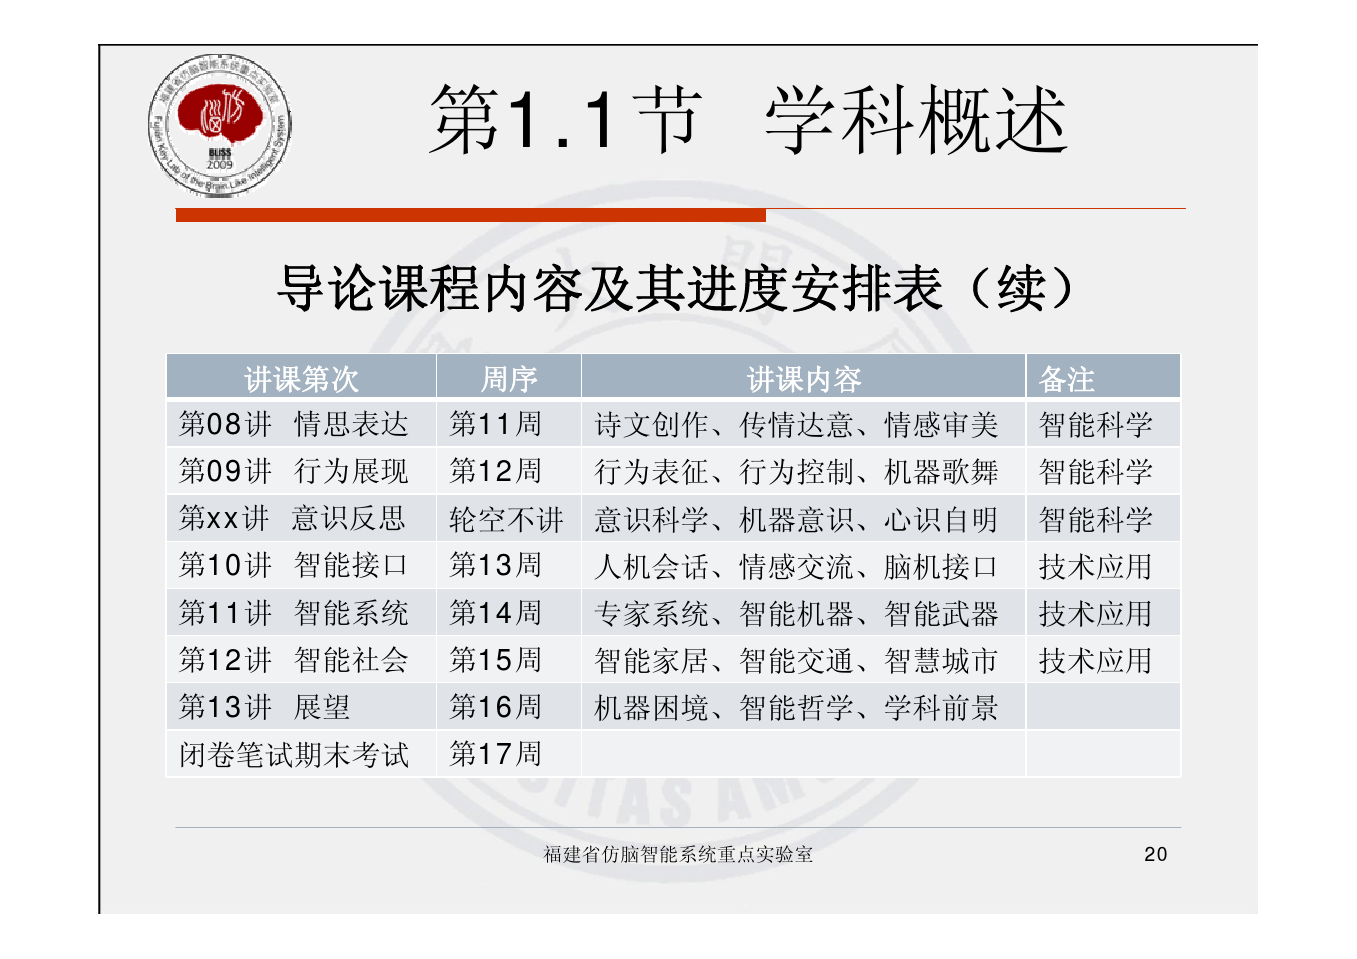 福建省仿脑智能系统重点实验室
Fujian Key Lab of the Brain Like Intelligent System
BLISS
2009
第1.1节 学科概述
导论课程内容及其进度安排表（续）
讲课第次 周序 讲课内容 备注
第08讲 情思表达 第11周 诗文创作、传情达意、情感审美 智能科学
第09讲 行为展现 第12周 行为表征、行为控制、机器歌舞 智能科学
第xx讲 意识反思 轮空不讲 意识科学、机器意识、心识自明 智能科学
第10讲 智能接口 第13周 人机会话、情感交流、脑机接口 技术应用
第11讲 智能系统 第14周 专家系统、智能机器、智能武器 技术应用
第12讲 智能社会 第15周 智能家居、智能交通、智慧城市 技术应用
第13讲 展望 第16周 机器困境、智能哲学、学科前景
闭卷笔试期末考试 第17周
福建省仿脑智能系统重点实验室 20